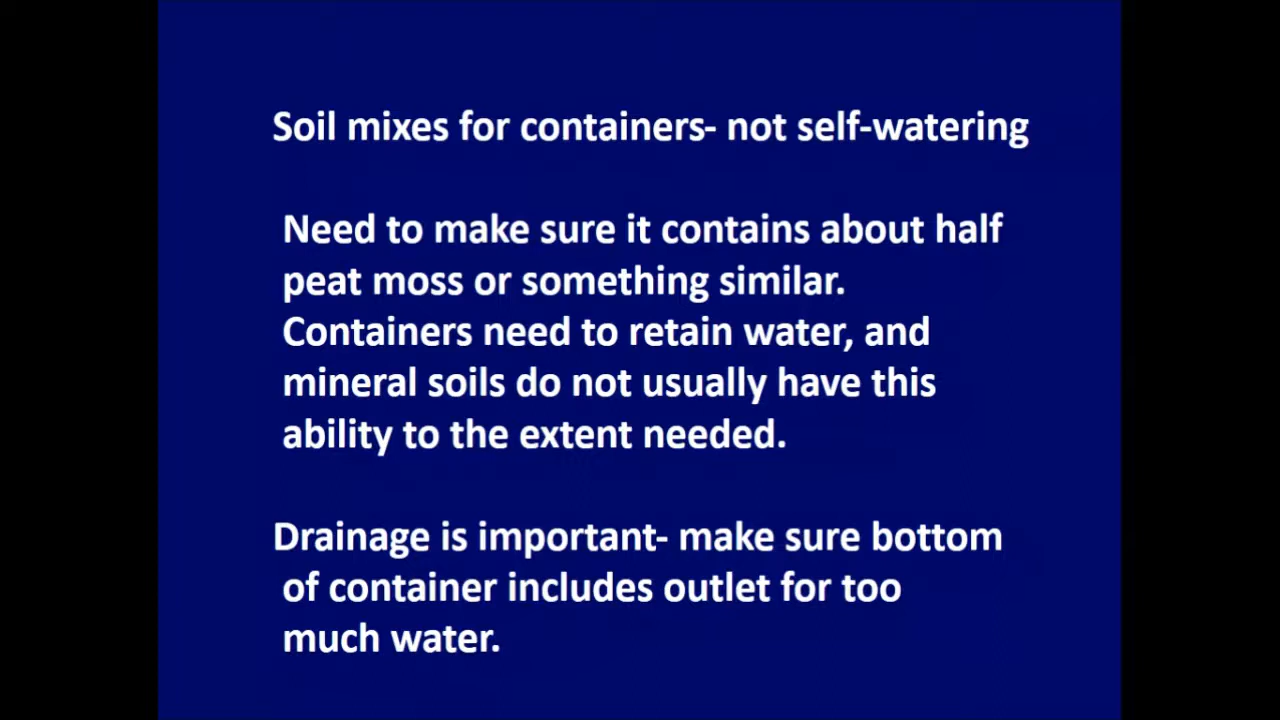 Soil mixes for containers- not self-watering
Need to make sure it contains about half
peat moss or something similar.
Containers need to retain water, and
mineral soils do not usually have this
ability to the extent needed.
Drainage is important- make sure bottom
of container includes outlet for too
much water.